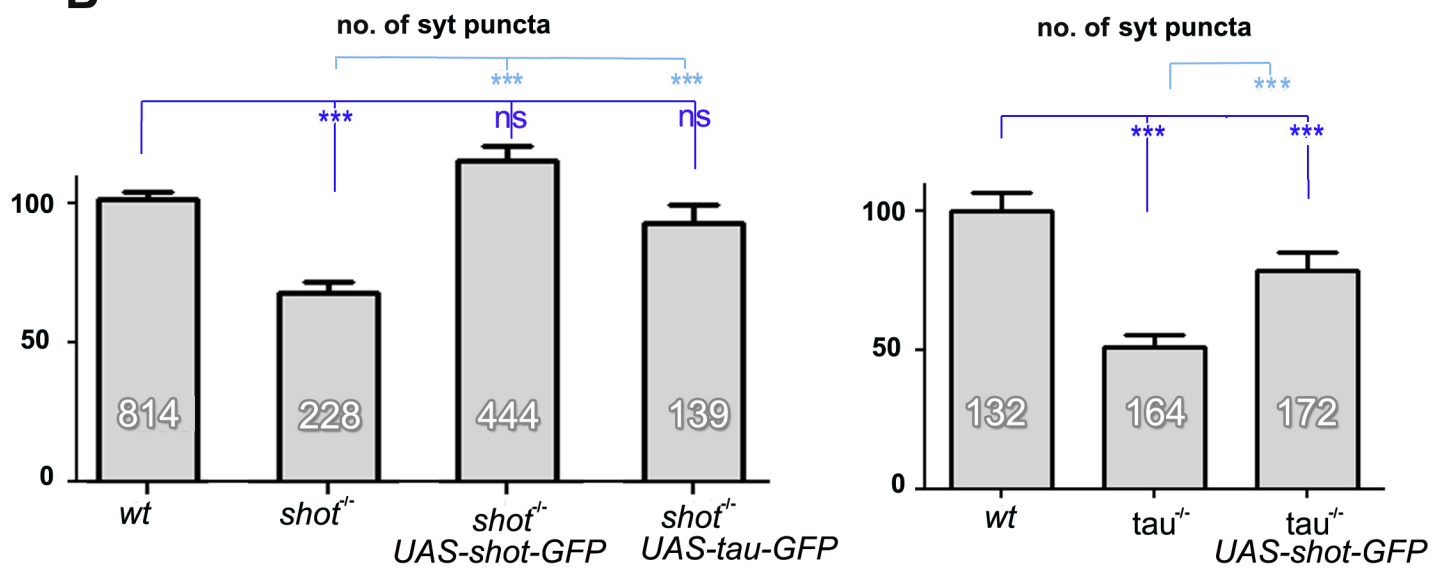 B
no. of syt puncta
*** ***
*** ns ns
100
50
0
814 228 444 139
wt shot-/- shot-/- shot-/-
UAS-shot-GFP UAS-tau-GFP
no. of syt puncta
***
*** ***
100
50
0
132 164 172
wt tau-/- tau-/-
UAS-shot-GFP